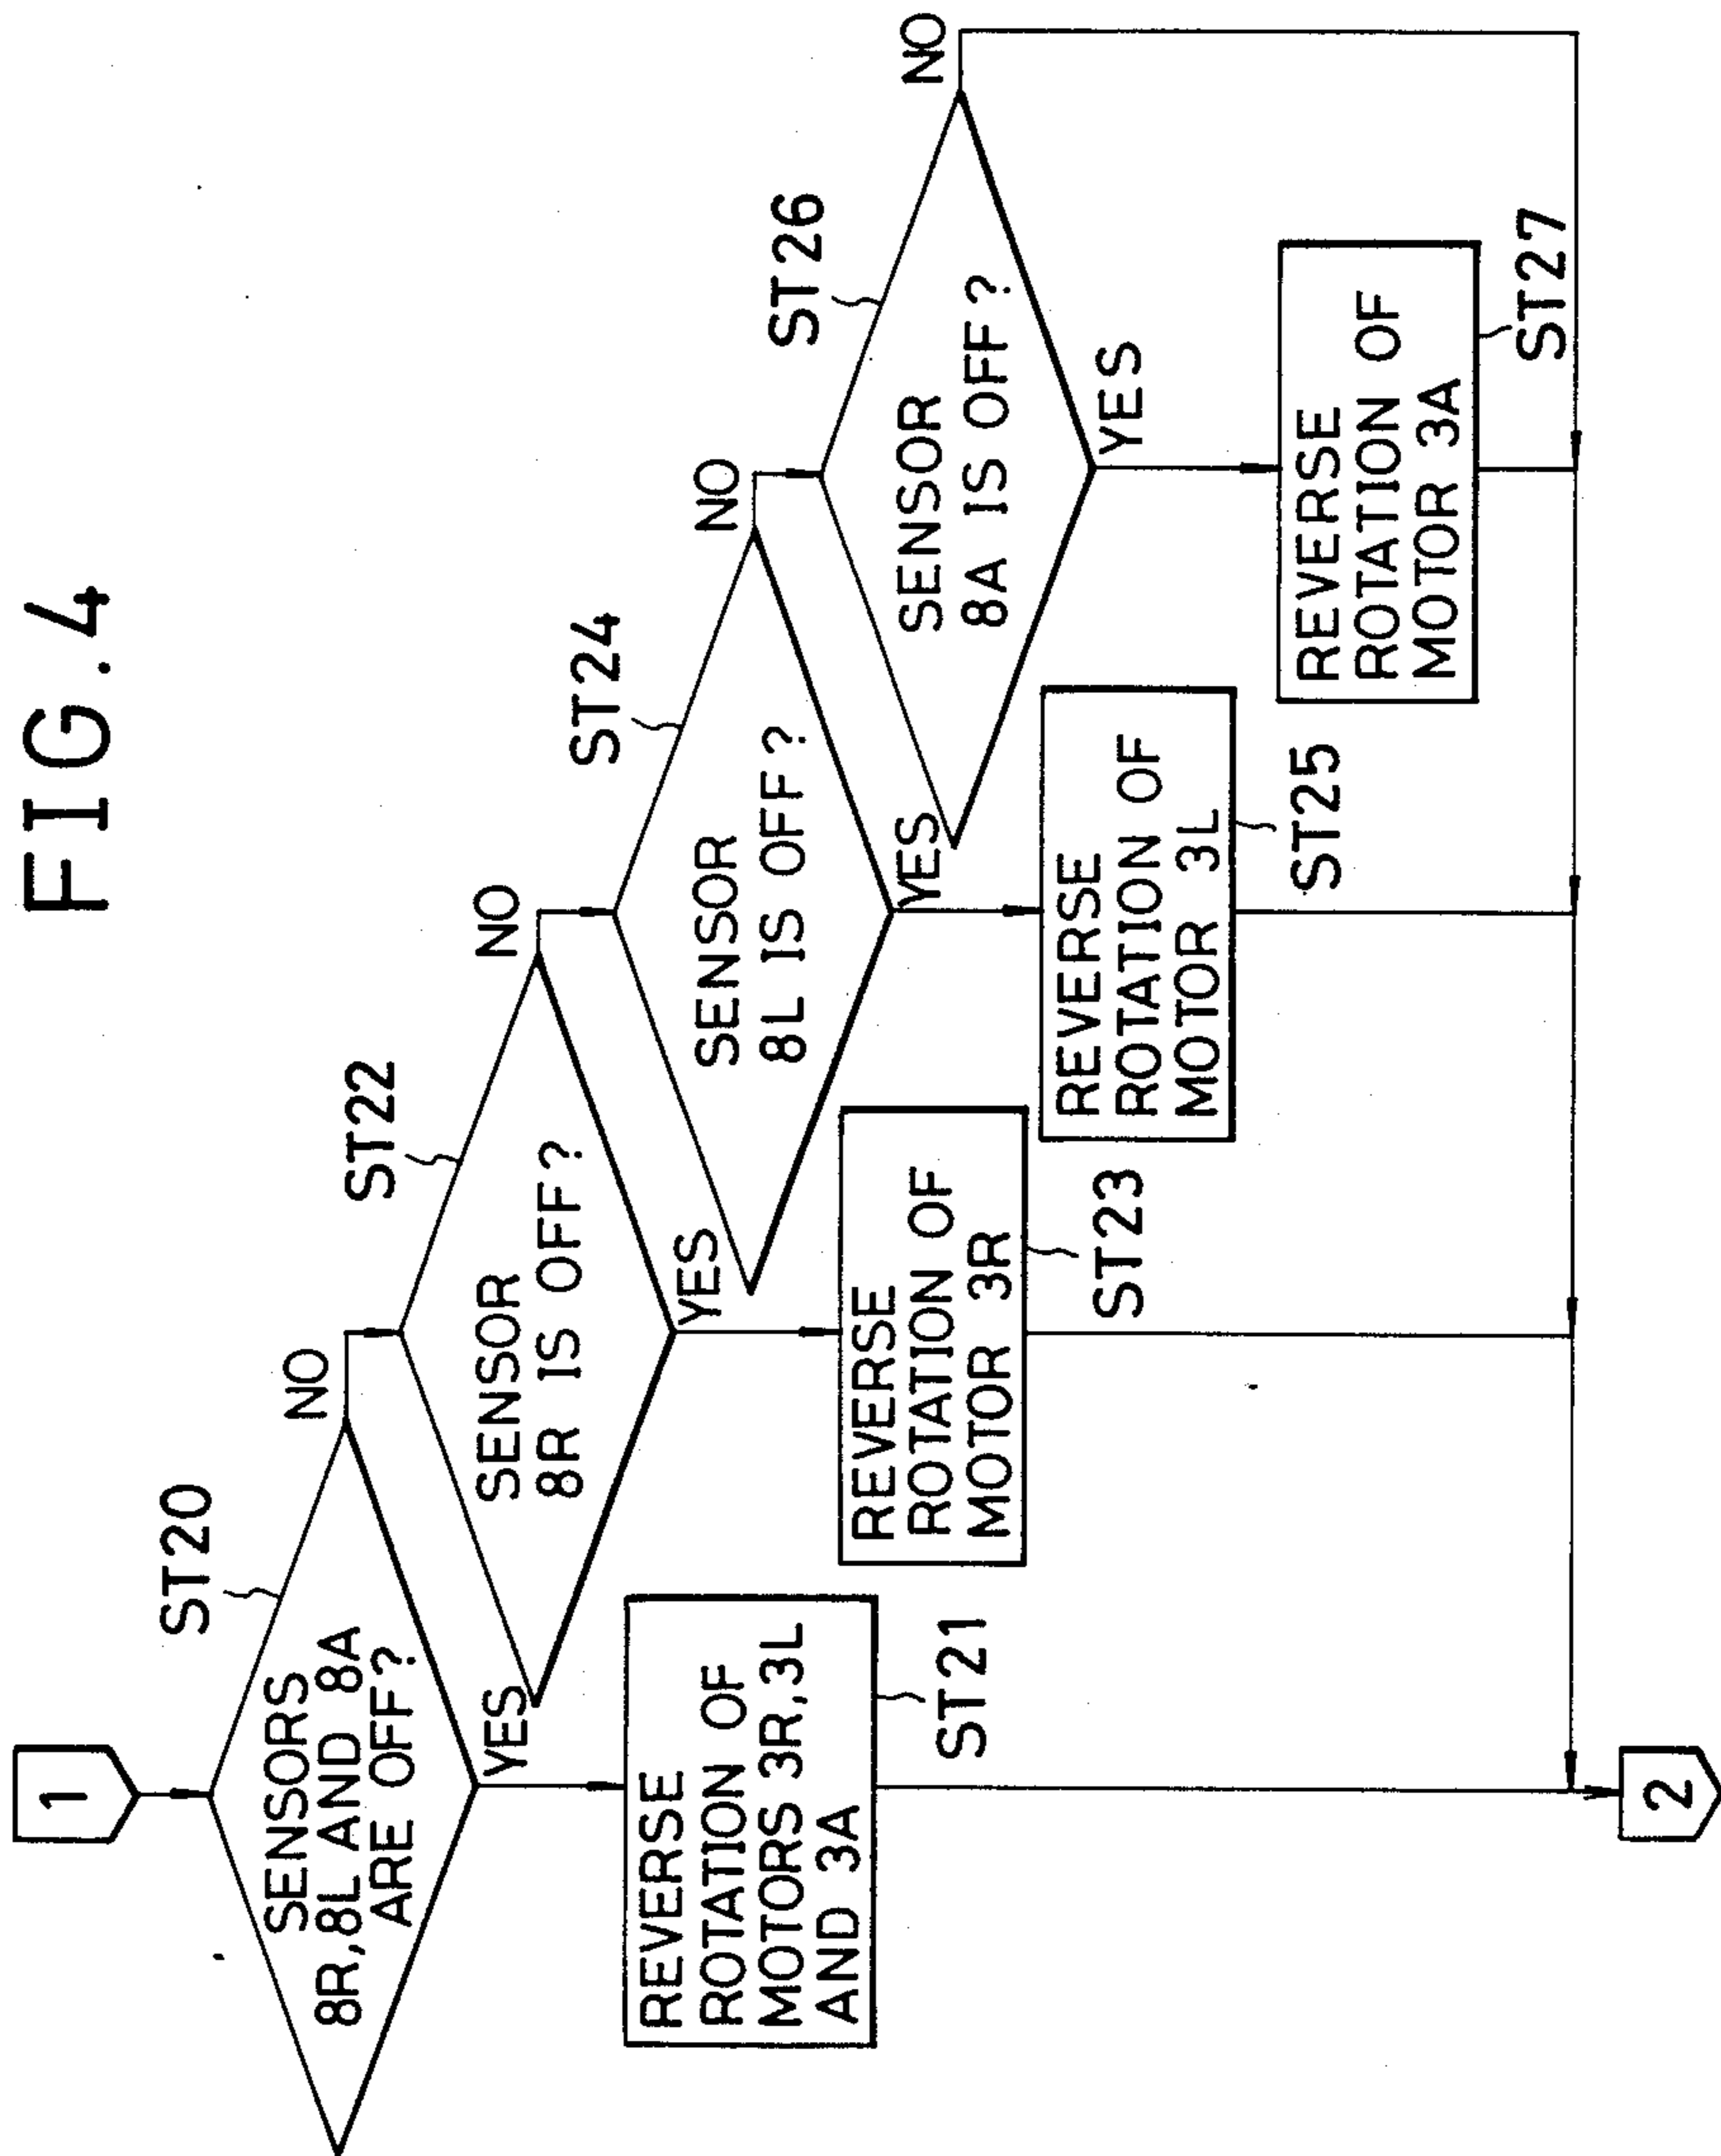 FIG.4
1
ST20
SENSORS
8R,8L AND 8A
ARE OFF?
NO
YES
REVERSE
ROTATION OF
MOTORS 3R,3L
AND 3A
ST21
ST22
SENSOR
8R IS OFF?
NO
YES
REVERSE
ROTATION OF
MOTOR 3R
ST23
ST24
SENSOR
8L IS OFF?
NO
YES
REVERSE
ROTATION OF
MOTOR 3L
ST25
ST26
SENSOR
8A IS OFF?
NO
YES
REVERSE
ROTATION OF
MOTOR 3A
ST27
2